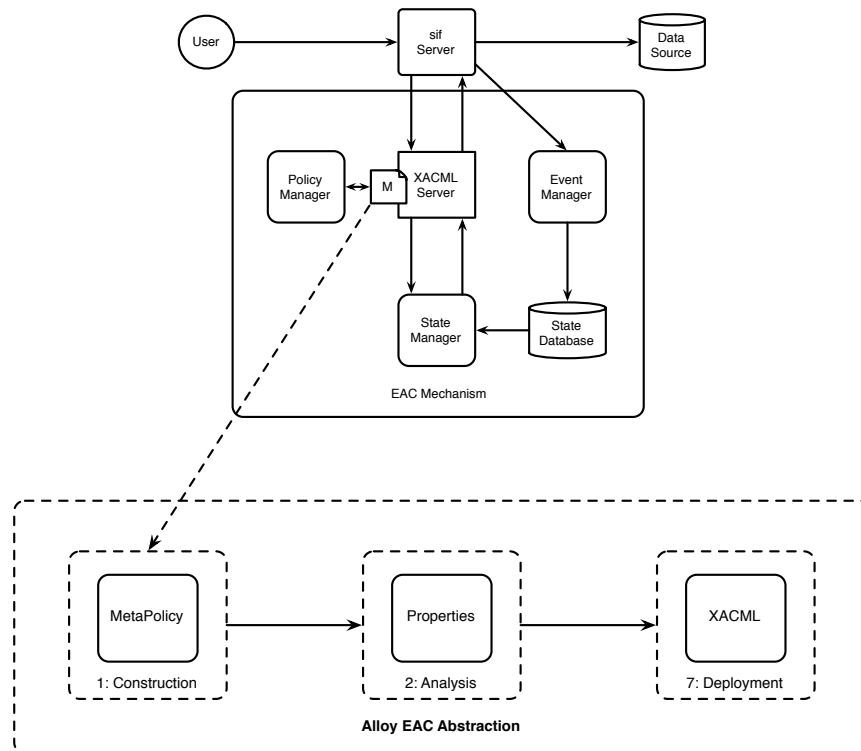 User
sif
Server
Data
Source
Policy
Manager
M
XACML
Server
Event
Manager
State
Manager
State
Database
EAC Mechanism
MetaPolicy
Properties
XACML
1: Construction
2: Analysis
7: Deployment
Alloy EAC Abstraction